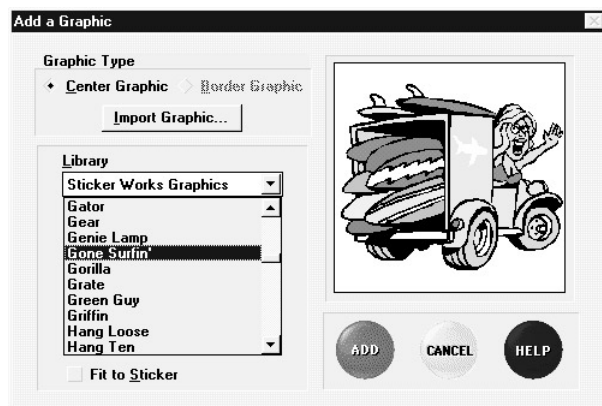 Add a Graphic
Graphic Type
Center Graphic Border Graphic
Import Graphic...
Library
Sticker Works Graphics
Gator
Gear
Genie Lamp
Gone Surfin'
Gorilla
Grate
Green Guy
Griffin
Hang Loose
Hang Ten
Fit to Sticker
ADD CANCEL HELP